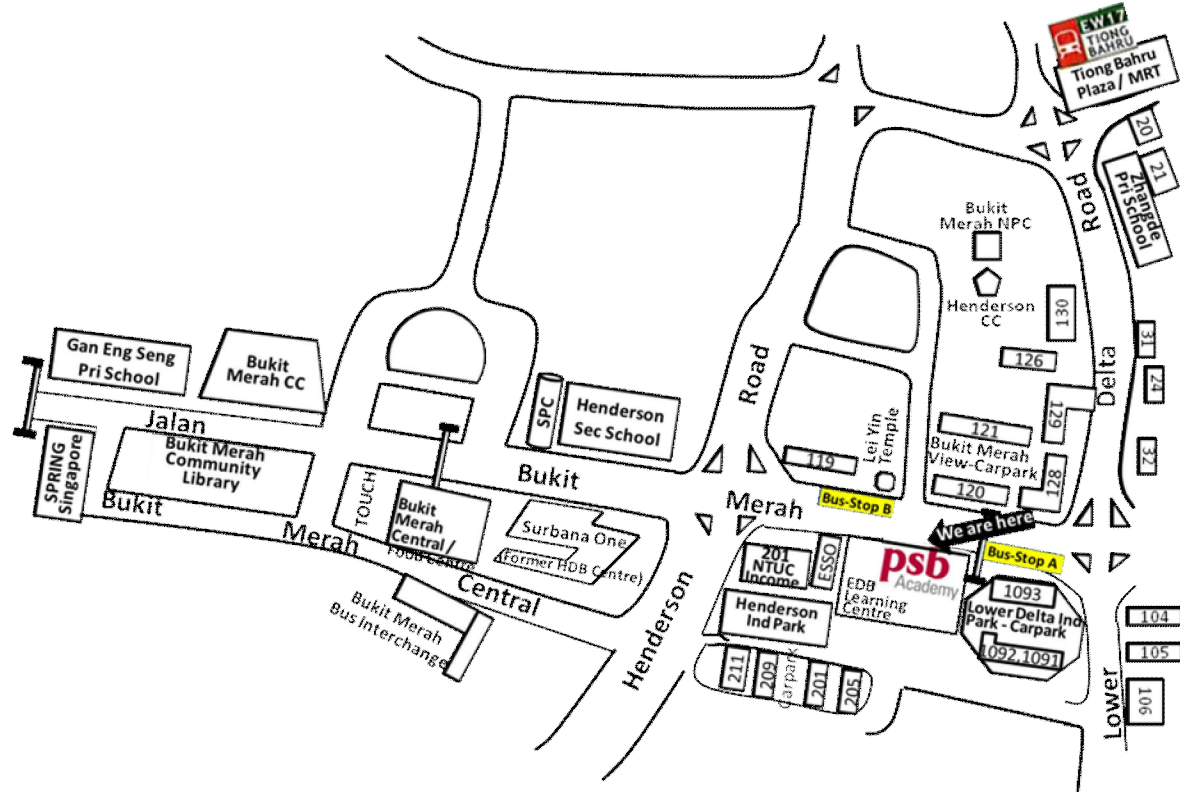 EW17
TIONG
BAHRU
Tiong Bahru
Plaza / MRT
20
21
Zhangde
Pri School
Road
Bukit
Merah NPC
Henderson
CC
130
126
31
24
Delta
129
32
121
Bukit Merah
View-Carpark
128
120
Road
Lei Yin
Temple
119
Bus-Stop B
Gan Eng Seng
Pri School
Bukit
Merah CC
Jalan
SPRING
Singapore
Bukit Merah
Community
Library
SPC
Henderson
Sec School
Bukit
Merah
We are here
Bus-Stop A
TOUCH
Bukit
Merah
Central /
Food Centre
Surbana One
(Former HDB Centre)
Bukit
Merah
Central
Bukit Merah
Bus Interchange
Henderson
201
NTUC
Income
ESSO
psb
Academy
EDB
Learning
Centre
Henderson
Ind Park
1093
Lower Delta Ind
Park - Carpark
1092,1091
211
209
Carpark
201
205
104
105
106
Lower